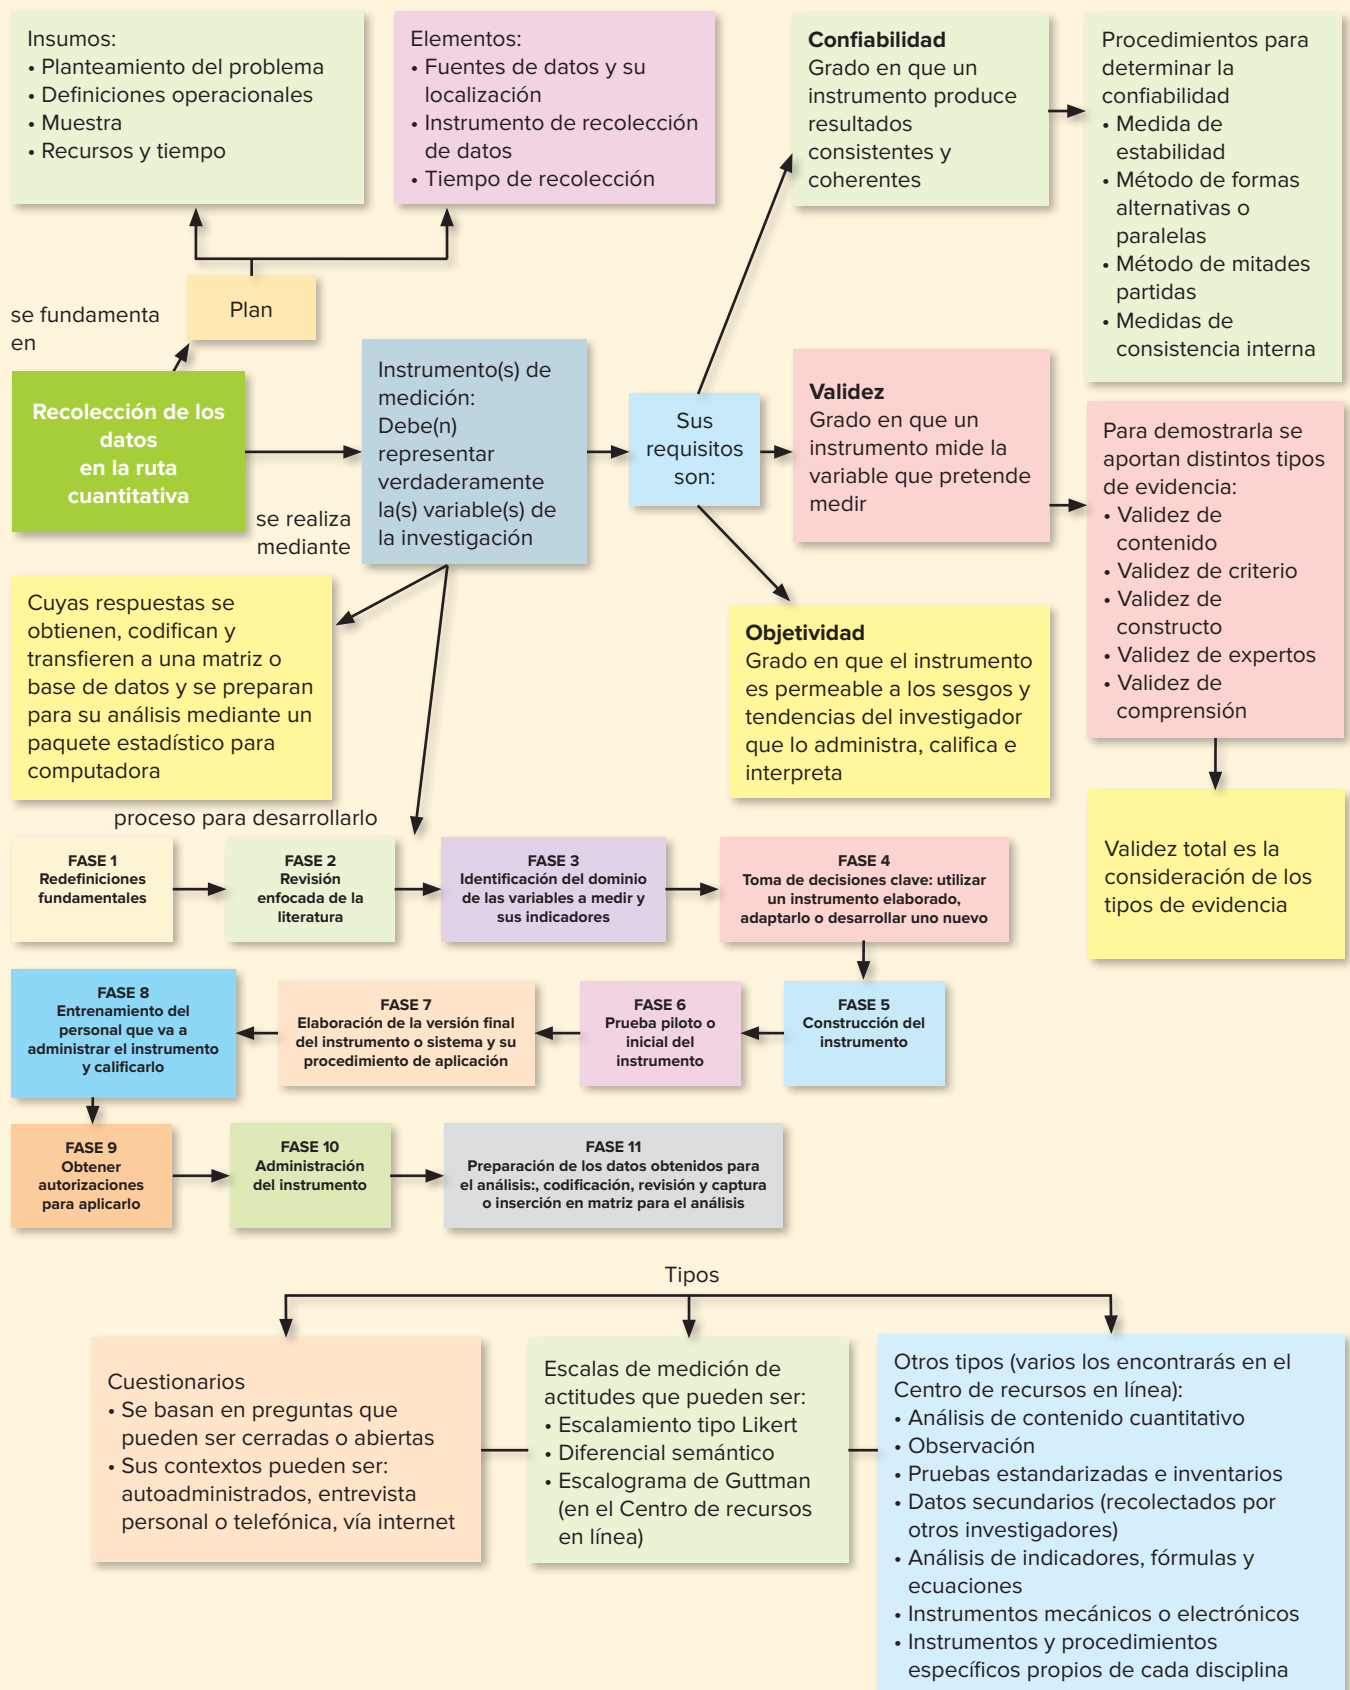 Insumos:
• Planteamiento del problema
• Definiciones operacionales
• Muestra
• Recursos y tiempo
Elementos:
• Fuentes de datos y su
localización
• Instrumento de recolección
de datos
• Tiempo de recolección
Confiabilidad
Grado en que un
instrumento produce
resultados
consistentes y
coherentes
Procedimientos para
determinar la
confiabilidad
• Medida de
estabilidad
• Método de formas
alternativas o
paralelas
• Método de mitades
partidas
• Medidas de
consistencia interna
se fundamenta
en
Plan
Recolección de los
datos
en la ruta
cuantitativa
se realiza
mediante
Instrumento(s) de
medición:
Debe(n)
representar
verdaderamente
la(s) variable(s) de
la investigación
Sus
requisitos
son:
Validez
Grado en que un
instrumento mide la
variable que pretende
medir
Para demostrarla se
aportan distintos tipos
de evidencia:
• Validez de
contenido
• Validez de criterio
• Validez de
constructo
• Validez de expertos
• Validez de
comprensión
Cuyas respuestas se
obtienen, codifican y
transfieren a una matriz o
base de datos y se preparan
para su análisis mediante un
paquete estadístico para
computadora
Objetividad
Grado en que el instrumento
es permeable a los sesgos y
tendencias del investigador
que lo administra, califica e
interpreta
Validez total es la
consideración de los
tipos de evidencia
proceso para desarrollarlo
FASE 1
Redefiniciones
fundamentales
FASE 2
Revisión
enfocada de la
literatura
FASE 3
Identificación del dominio
de las variables a medir y
sus indicadores
FASE 4
Toma de decisiones clave: utilizar
un instrumento elaborado,
adaptarlo o desarrollar uno nuevo
FASE 8
Entrenamiento del
personal que va a
administrar el instrumento
y calificarlo
FASE 7
Elaboración de la versión final
del instrumento o sistema y su
procedimiento de aplicación
FASE 6
Prueba piloto o
inicial del
instrumento
FASE 5
Construcción del
instrumento
FASE 9
Obtener
autorizaciones
para aplicarlo
FASE 10
Administración
del instrumento
FASE 11
Preparación de los datos obtenidos para
el análisis:, codificación, revisión y captura
o inserción en matriz para el análisis
Tipos
Cuestionarios
• Se basan en preguntas que
pueden ser cerradas o abiertas
• Sus contextos pueden ser:
autoadministrados, entrevista
personal o telefónica, vía internet
Escalas de medición de
actitudes que pueden ser:
• Escalamiento tipo Likert
• Diferencial semántico
• Escalograma de Guttman
(en el Centro de recursos
en línea)
Otros tipos (varios los encontrarás en el
Centro de recursos en línea):
• Análisis de contenido cuantitativo
• Observación
• Pruebas estandarizadas e inventarios
• Datos secundarios (recolectados por
otros investigadores)
• Análisis de indicadores, fórmulas y
ecuaciones
• Instrumentos mecánicos o electrónicos
• Instrumentos y procedimientos
específicos propios de cada disciplina